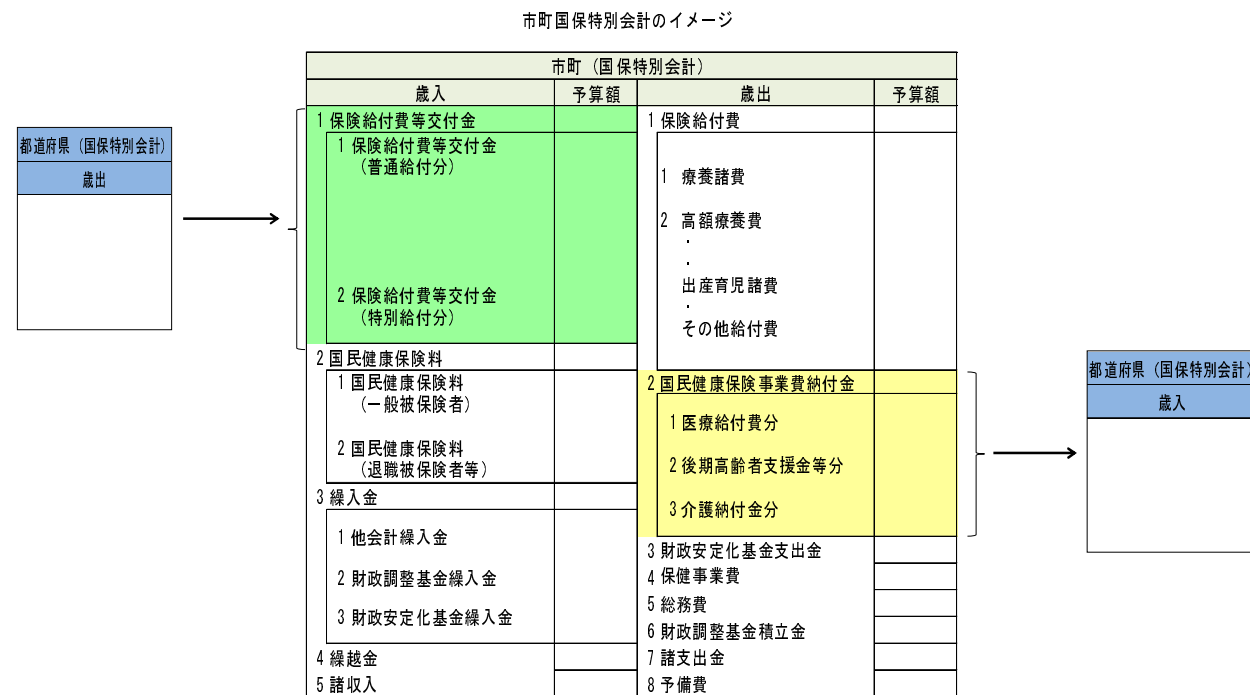 市町国保特別会計のイメージ
都道府県（国保特別会計）
歳出
市町（国保特別会計）
歳入 予算額 歳出 予算額
1 保険給付費等交付金
1 保険給付費等交付金
（普通給付分）
2 保険給付費等交付金
（特別給付分）
2 国民健康保険料
1 国民健康保険料
（一般被保険者）
2 国民健康保険料
（退職被保険者等）
3 繰入金
1 他会計繰入金
2 財政調整基金繰入金
3 財政安定化基金繰入金
4 繰越金
5 諸収入
1 保険給付費
1 療養諸費
2 高額療養費
・
・
出産育児諸費
・
その他給付費
2 国民健康保険事業費納付金
1 医療給付費分
2 後期高齢者支援金等分
3 介護納付金分
3 財政安定化基金支出金
4 保健事業費
5 総務費
6 財政調整基金積立金
7 諸支出金
8 予備費
都道府県（国保特別会計）
歳入